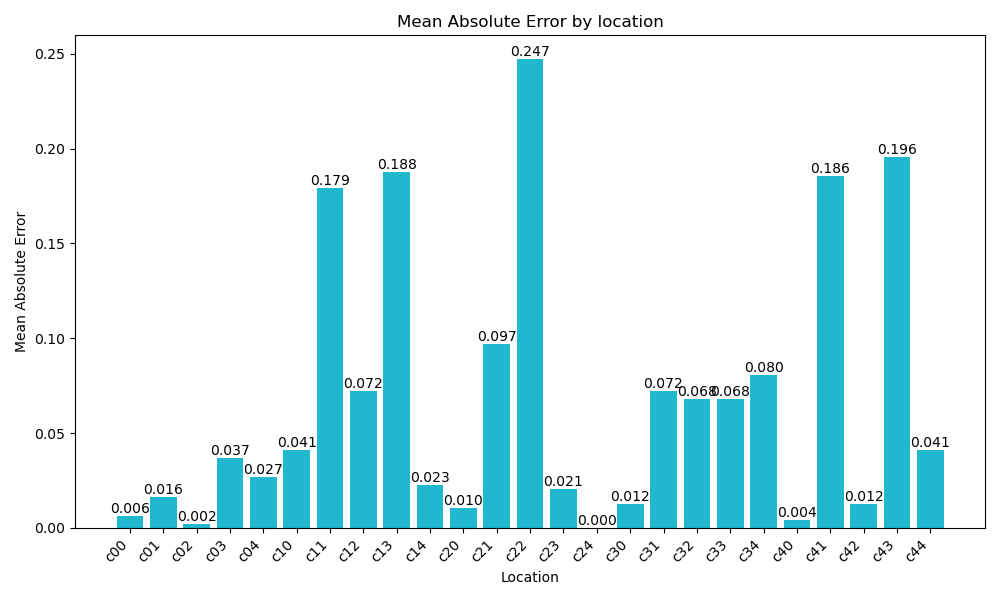 Mean Absolute Error by location
Mean Absolute Error
0.25
0.20
0.15
0.10
0.05
0.00
0.006
0.016
0.002
0.037
0.027
0.041
0.179
0.072
0.188
0.023
0.010
0.097
0.247
0.021
0.000
0.012
0.072
0.068
0.068
0.080
0.004
0.186
0.012
0.196
0.041
c00
c01
c02
c03
c04
c10
c11
c12
c13
c14
c20
c21
c22
c23
c24
c30
c31
c32
c33
c34
c40
c41
c42
c43
c44
Location